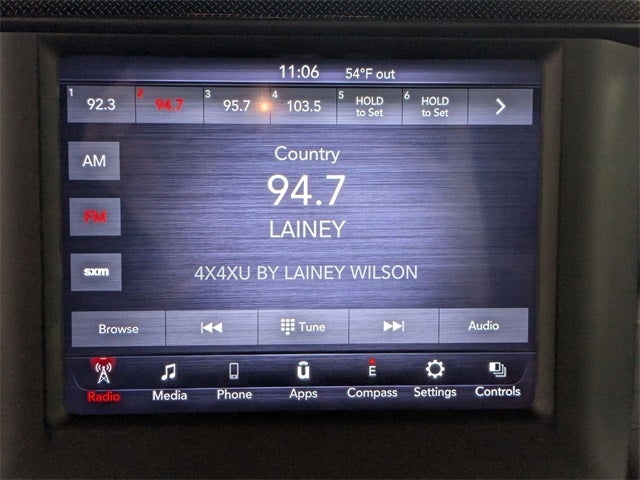 11:06 54°F out
1 92.3 2 94.7 3 95.7 4 103.5 5 HOLD to Set 6 HOLD to Set
AM
Country
94.7
FM
LAINEY
sxm
4X4XU BY LAINEY WILSON
Browse Tune Audio
E
Radio Media Phone Apps Compass Settings Controls